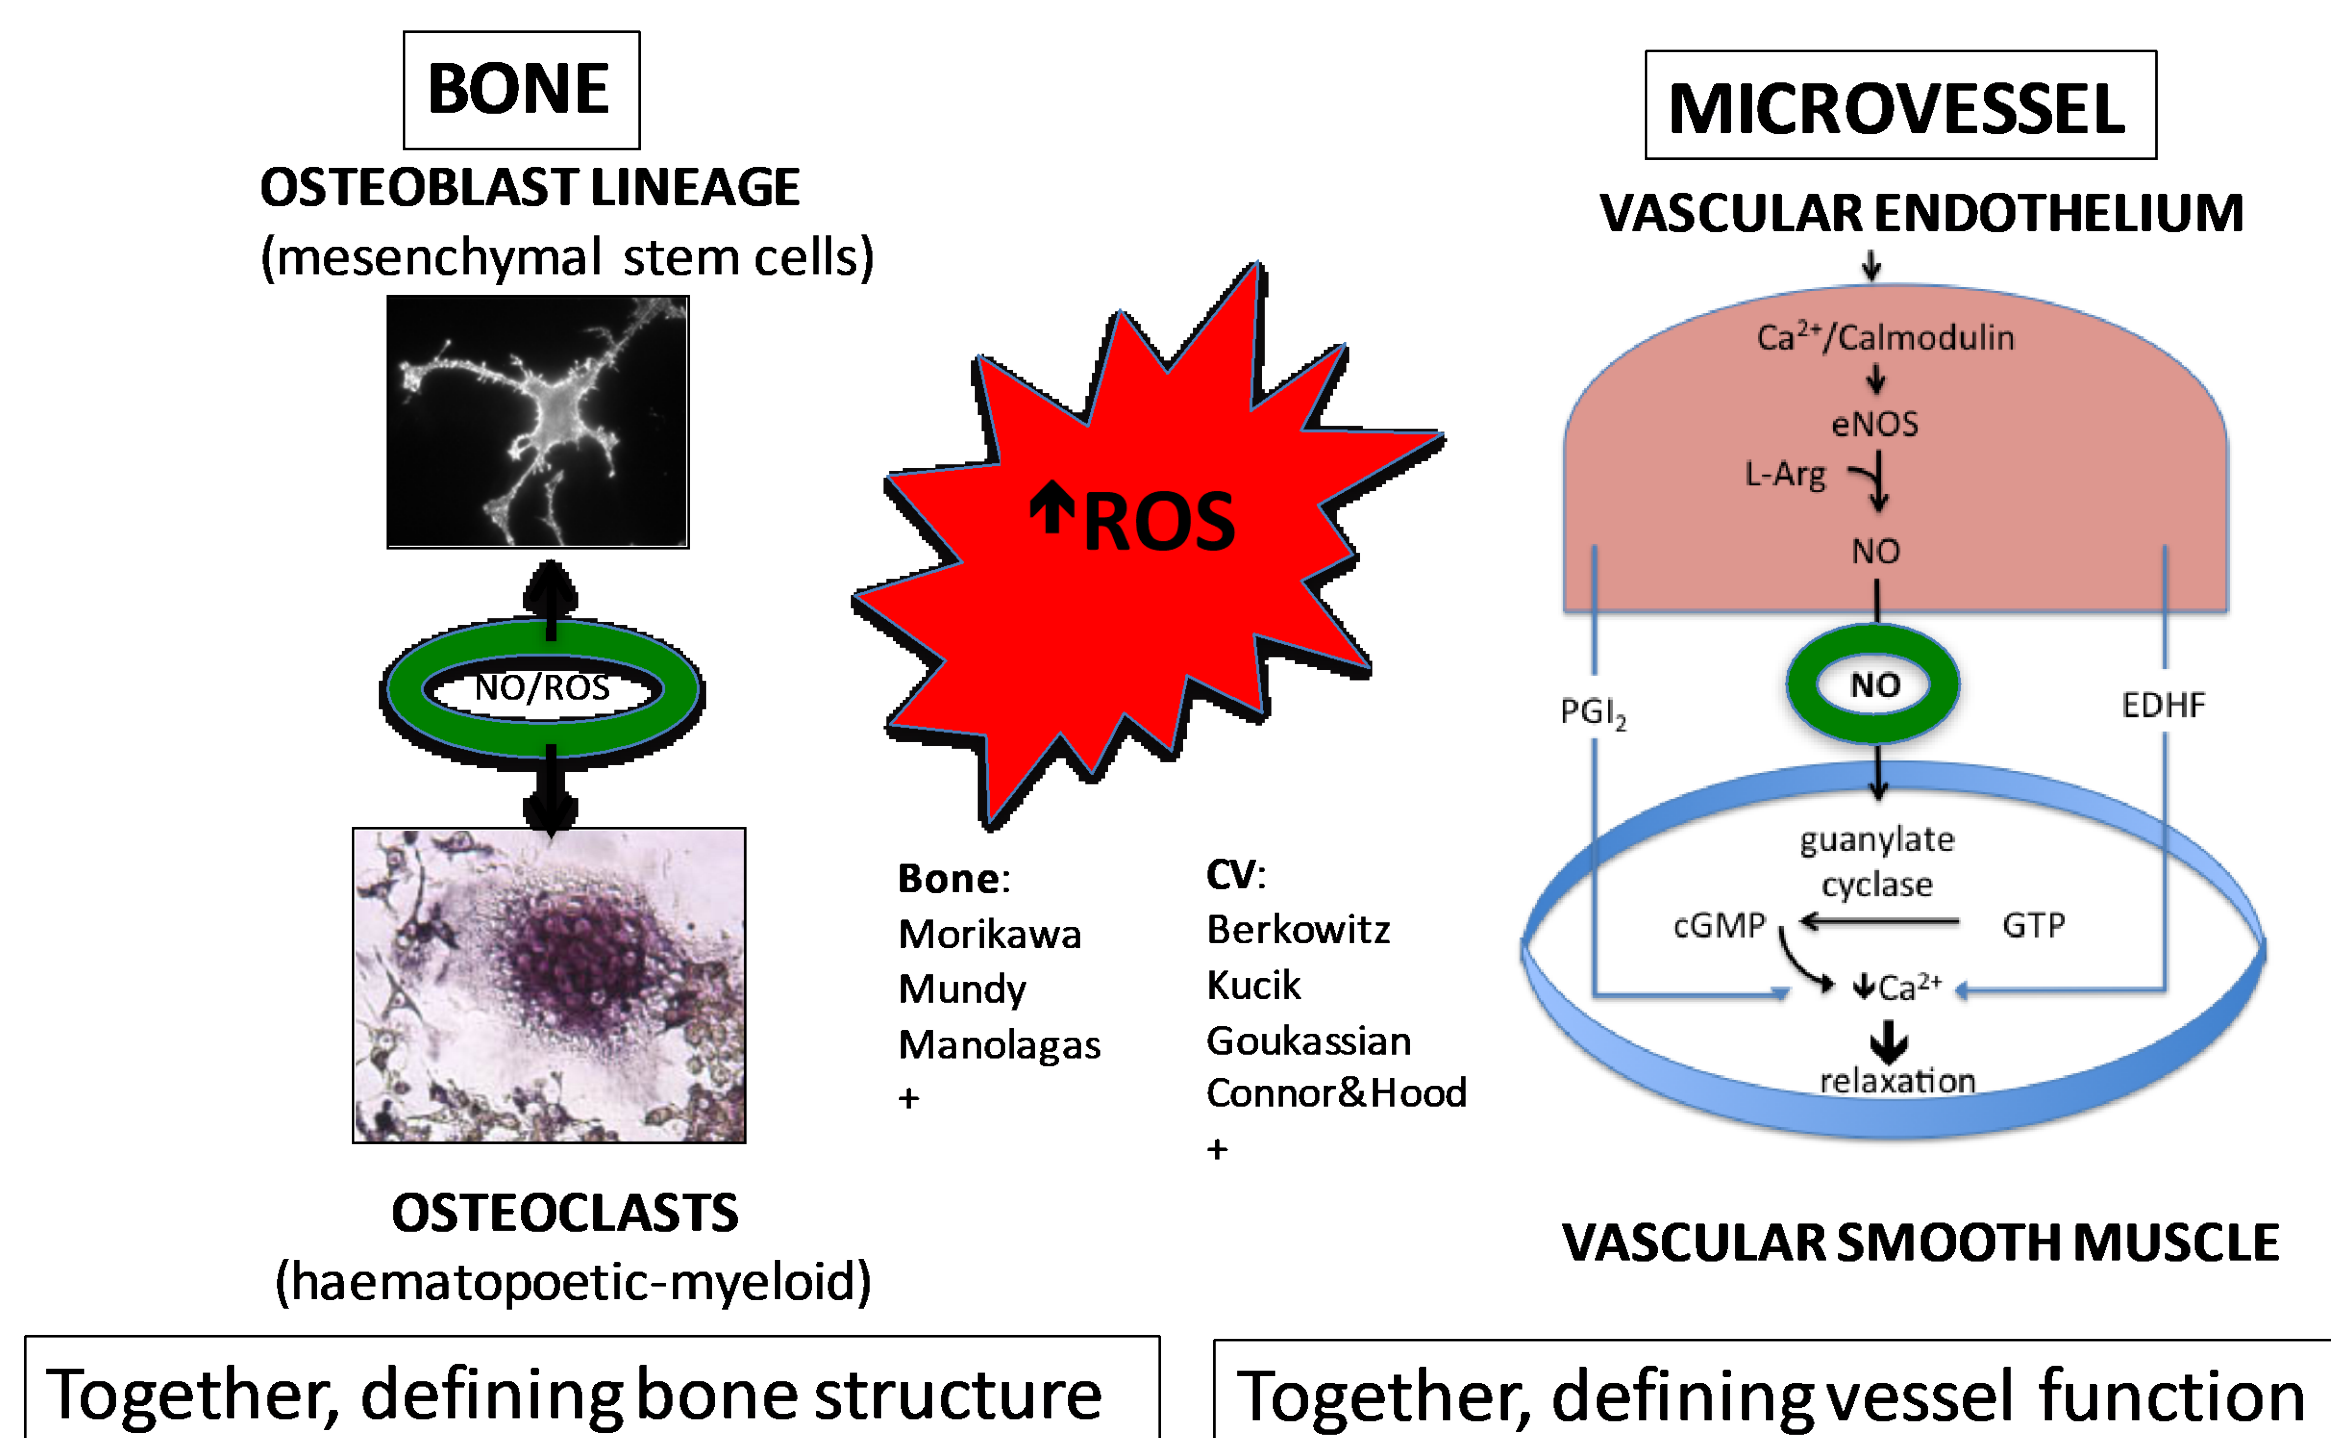 BONE
OSTEOBLAST LINEAGE
(mesenchymal stem cells)
NO/ROS
OSTEOCLASTS
(haematopoetic-myeloid)
Together, defining bone structure
↑ROS
Bone:
Morikawa
Mundy
Manolagas
+
CV:
Berkowitz
Kucik
Goukassian
Connor&Hood
+
MICROVESSEL
VASCULAR ENDOTHELIUM
Ca²⁺/Calmodulin
eNOS
L-Arg
NO
NO
PGI₂
EDHF
guanylate
cyclase
cGMP
GTP
↓Ca²⁺
relaxation
VASCULAR SMOOTH MUSCLE
Together, defining vessel function